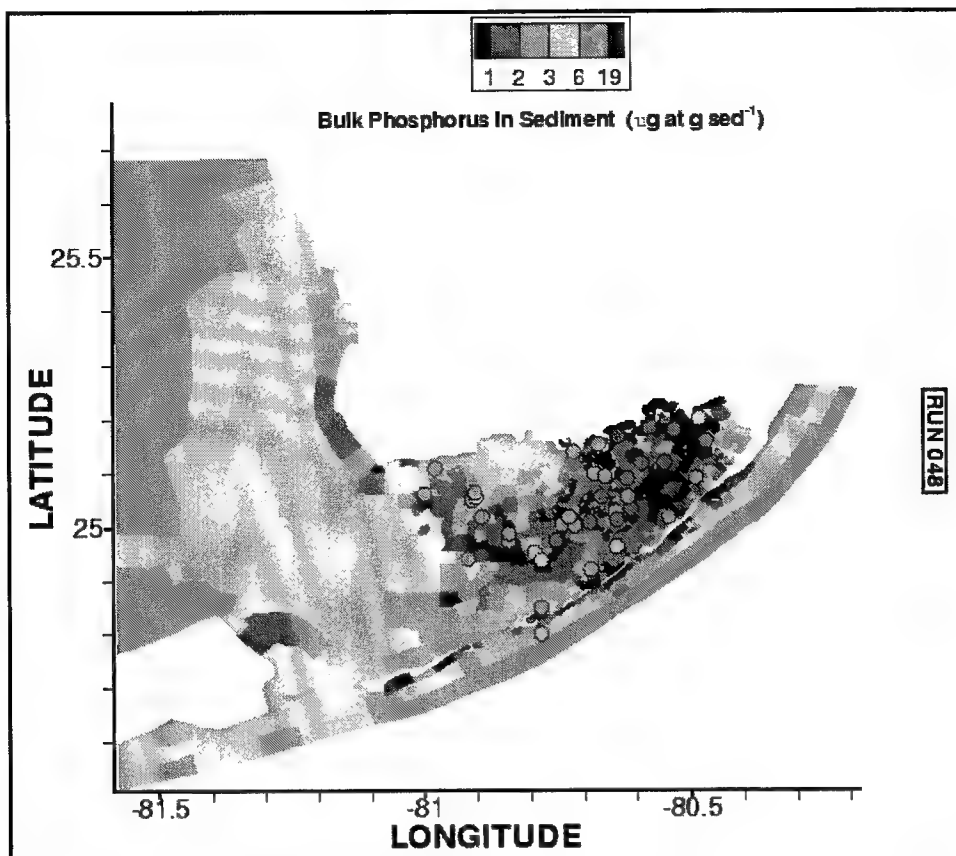 1 2 3 6 19
Bulk Phosphorus In Sediment (ug at g sed-1)
25.5
25
LATITUDE
-81.5 -81 -80.5
LONGITUDE
RUN 048